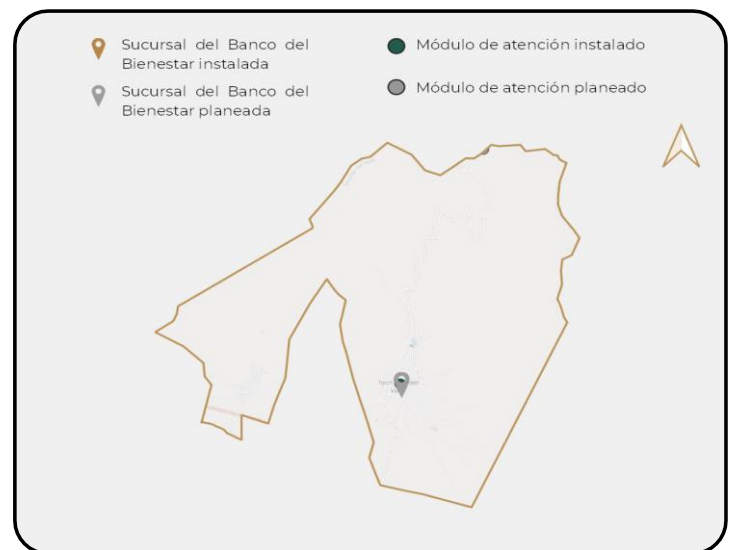 Sucursal del Banco del
Bienestar instalada
Sucursal del Banco del
Bienestar planeada
Módulo de atención instalado
Módulo de atención planeado